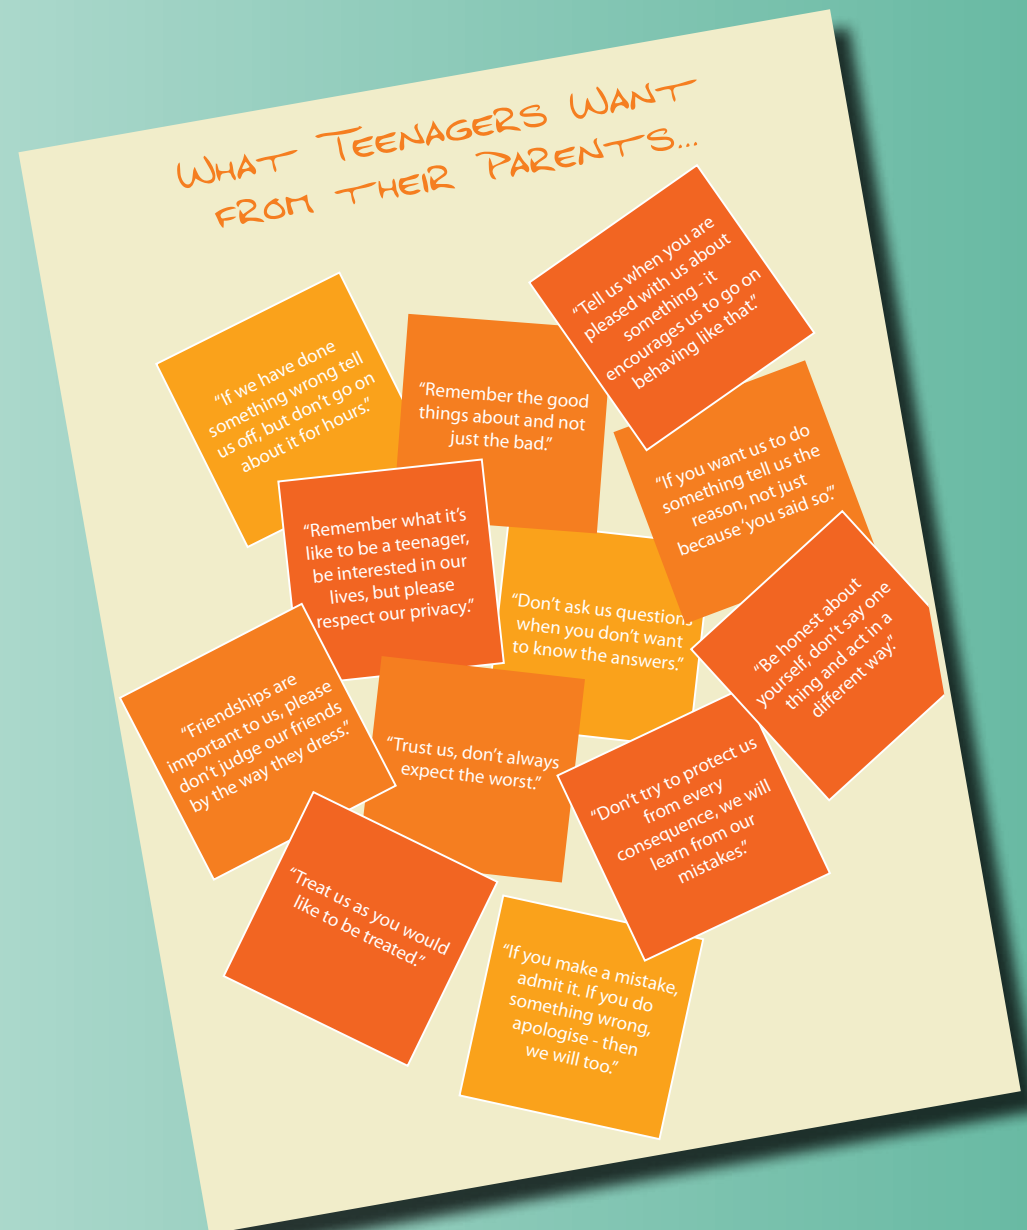 What Teenagers Want
from their Parents...
“If we have done
something wrong tell
us off, but don’t go on
about it for hours.”
“Remember the good
things about and not
just the bad.”
“Tell us when you are
pleased with us about
something - it
encourages us to go on
behaving like that.”
“If you want us to do
something tell us the
reason, not just
because ‘you said so’.”
“Remember what it’s
like to be a teenager,
be interested in our
lives, but please
respect our privacy.”
“Don’t ask us questions
when you don’t want
to know the answers.”
“Be honest about
yourself, don’t say one
thing and act in a
different way.”
“Friendships are
important to us, please
don’t judge our friends
by the way they dress.”
“Trust us, don’t always
expect the worst.”
“Don’t try to protect us
from every
consequence, we will
learn from our
mistakes.”
“Treat us as you would
like to be treated.”
“If you make a mistake,
admit it. If you do
something wrong,
apologise - then
we will too.”